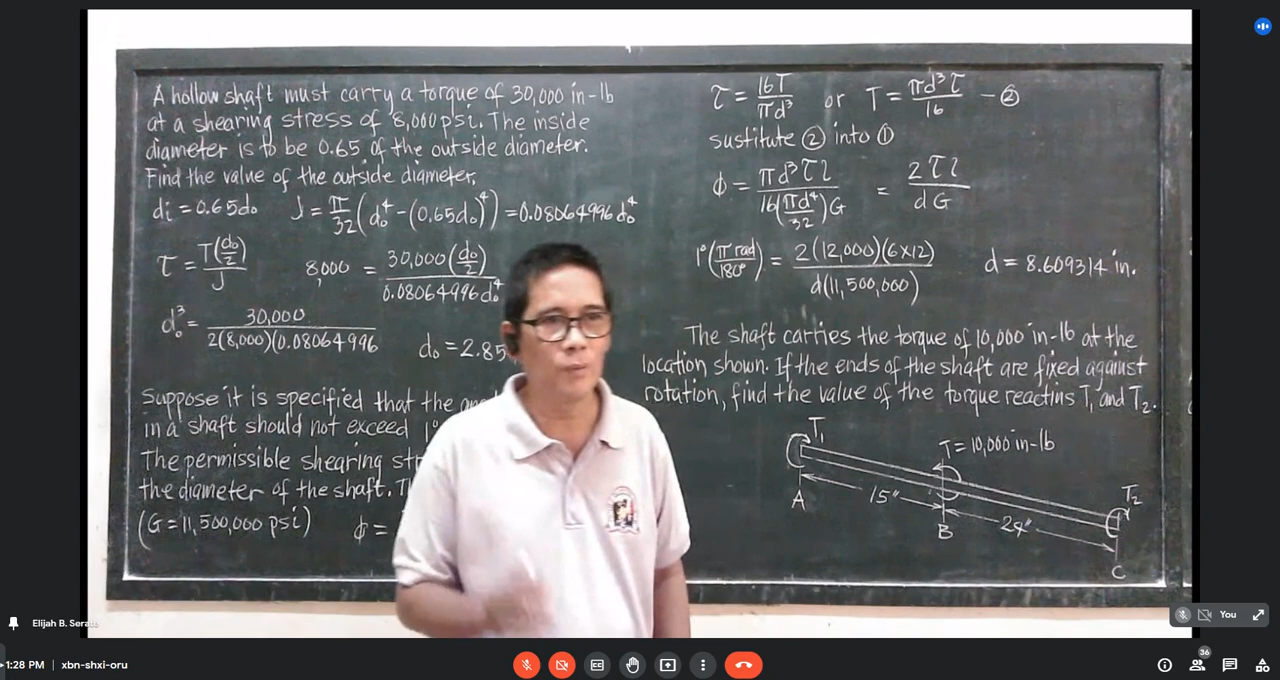 A hollow shaft must carry a torque of 30,000 in-lb
at a shearing stress of 8,000 psi. The inside
diameter is to be 0.65 of the outside diameter.
Find the value of the outside diameter.
di = 0.65do J = π/32 (do⁴ - (0.65do)⁴) = 0.08064996 do⁴
τ = T(do/2)/J 8,000 = 30,000(do/2)/0.08064996 do⁴
do³ = 30,000/2(8,000)(0.08064996 do = 2.85
Suppose it is specified that the
in a shaft should not exceed 1°
The permissible shearing
the diameter of the shaft.
(G = 11,500,000 psi) φ =
τ = 16T/πd³ or T = πd³τ/16 - ②
sustitute ② into ①
φ = πd³τl/16(πd⁴/32)G = 2τl/dG
1°(π rad/180°) = 2(12,000)(6x12)/d(11,500,000) d = 8.609314 in.
The shaft carries the torque of 10,000 in-lb at the
location shown. If the ends of the shaft are fixed against
rotation, find the value of the torque reactins T₁ and T₂.
T₁
T = 10,000 in-lb
T₂
A
15"
B
24"
C
Elijah B. Serate
You
1:28 PM | xbn-shxi-oru
36